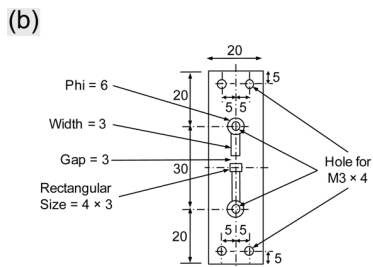 (b)
20
5
20
5 5
Phi = 6
Width = 3
Gap = 3
30
Rectangular
Size = 4 × 3
Hole for
M3 × 4
20
5 5
5